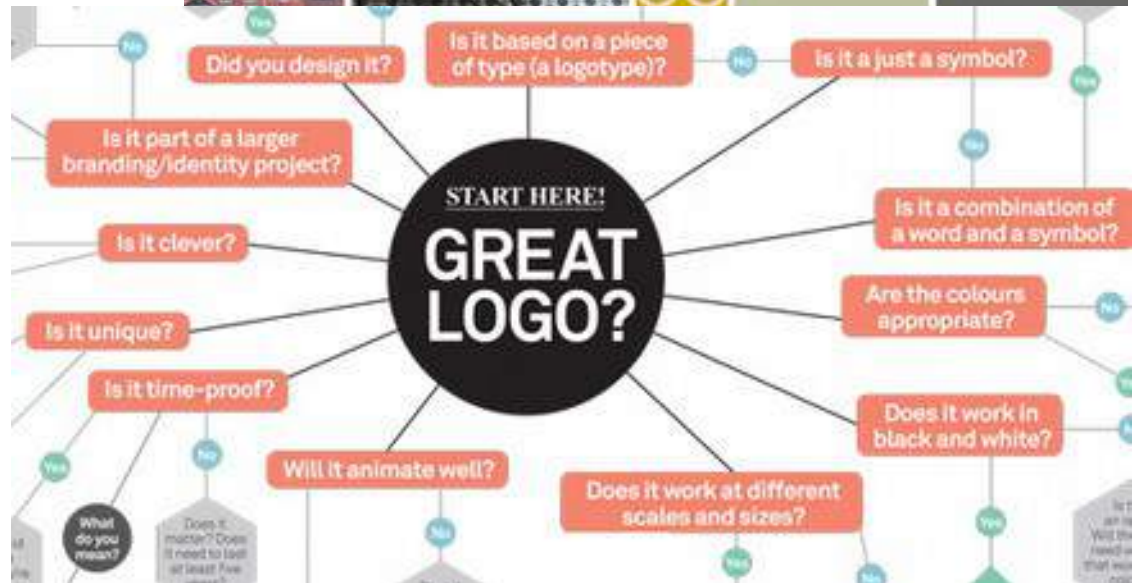 Yes
No
Did you design it?
Is it based on a piece
of type (a logotype)?
No
Is it a just a symbol?
Yes
Is it part of a larger
branding/identity project?
No
START HERE!
GREAT
LOGO?
Is it a combination of
a word and a symbol?
Is it clever?
Are the colours
appropriate?
No
Is it unique?
Is it time-proof?
Does it work in
black and white?
Yes
No
Will it animate well?
Does it work at different
scales and sizes?
What
do you
mean?
Does it
matter? Does
it need to last
at least five
No
Yes
Yes
No